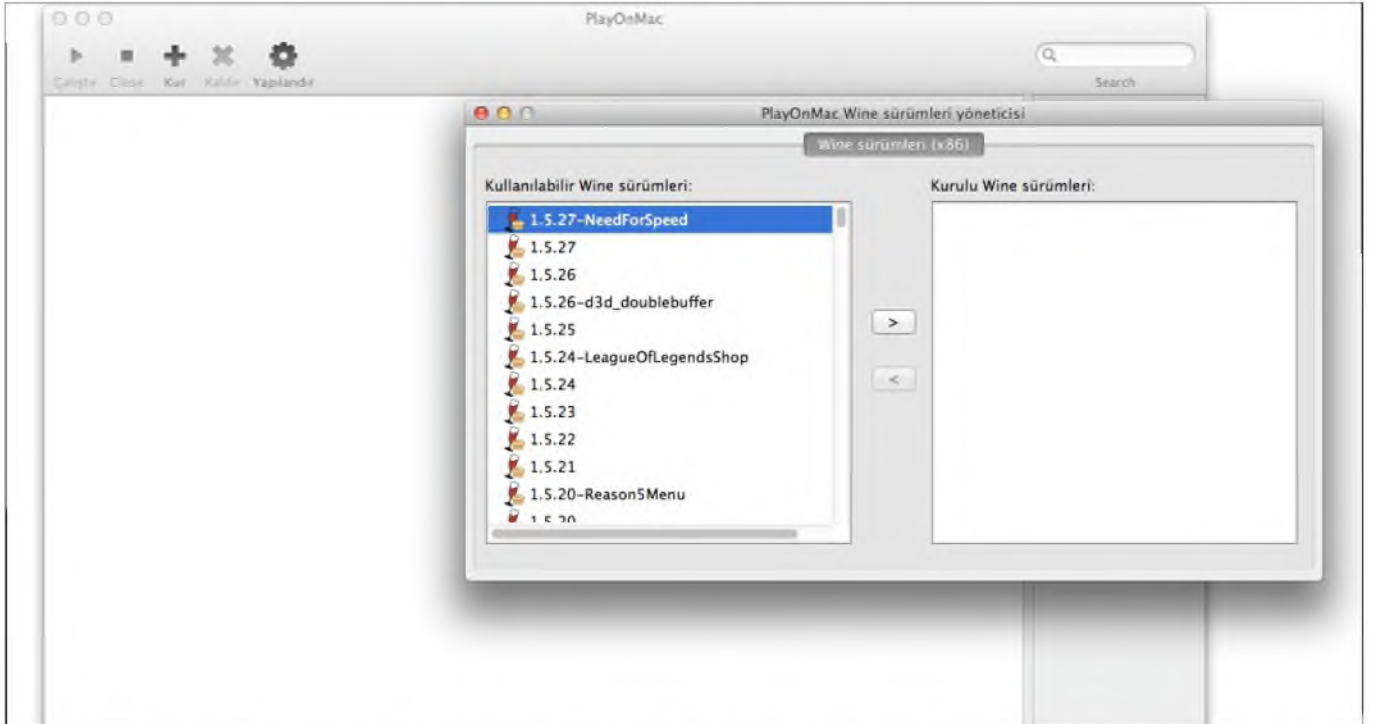 PlayOnMac
Çalıştır Close Kur Kaldır Yapılandır
Search
PlayOnMac Wine sürümleri yöneticisi
Wine sürümleri (x86)
Kullanılabilir Wine sürümleri:
Kurulu Wine sürümleri:
1.5.27-NeedForSpeed
1.5.27
1.5.26
1.5.26-d3d_doublebuffer
1.5.25
>
1.5.24-LeagueOfLegendsShop
1.5.24
<
1.5.23
1.5.22
1.5.21
1.5.20-Reason5Menu
1.5.20